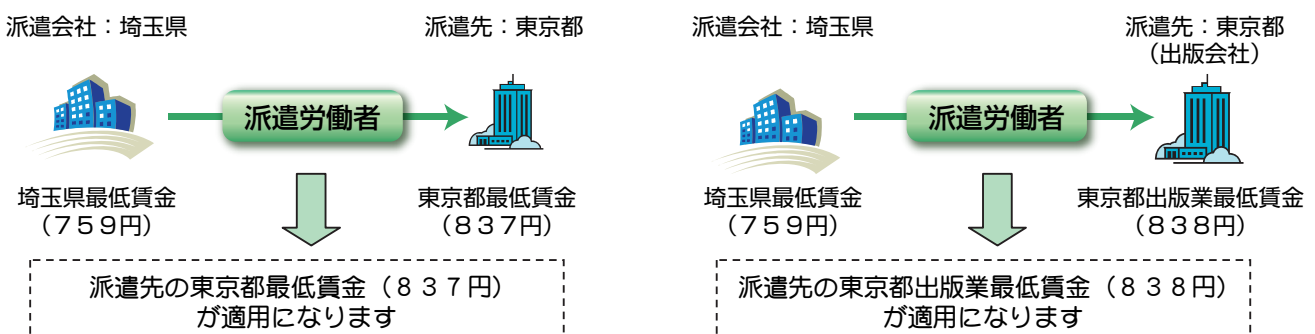 派遣会社：埼玉県
派遣先：東京都
派遣労働者
埼玉県最低賃金
（７５９円）
東京都最低賃金
（８３７円）
派遣先の東京都最低賃金（８３７円）
が適用になります
派遣会社：埼玉県
派遣先：東京都
（出版会社）
派遣労働者
埼玉県最低賃金
（７５９円）
東京都出版業最低賃金
（８３８円）
派遣先の東京都出版業最低賃金（８３８円）
が適用になります